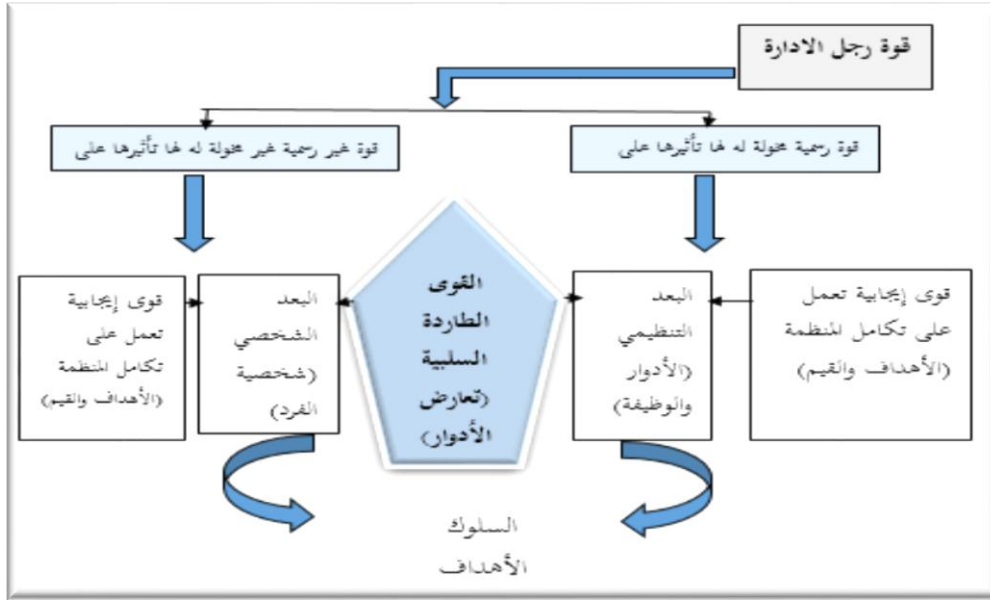 قوة رجل الادارة
قوة رسمية مخولة له لها تأثيرها على
قوة غير رسمية غير مخولة له لها تأثيرها على
قوى إيجابية تعمل
على تكامل المنظمة
(الأهداف والقيم)
البعد
التنظيمي
(الأدوار
والوظيفة)
القوى
الطاردة
السلبية
(تعارض
الأدوار)
البعد
الشخصي
(شخصية
الفرد)
قوى إيجابية
تعمل على
تكامل المنظمة
(الأهداف والقيم)
السلوك
الأهداف